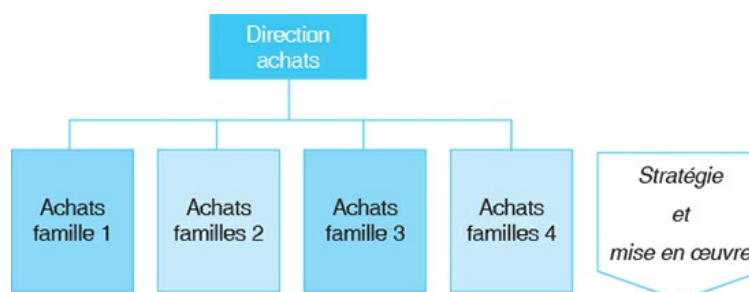 Direction
achats
Achats
famille 1
Achats
familles 2
Achats
famille 3
Achats
familles 4
Stratégie
et
mise en œuvre